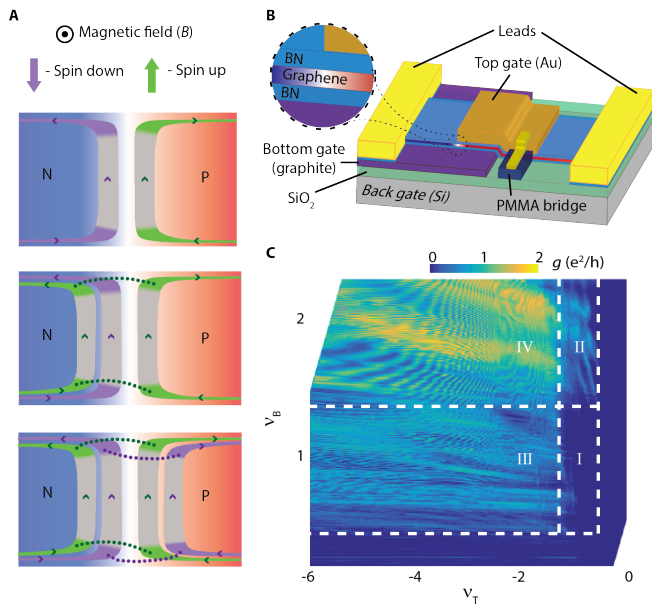 A
Magnetic field (B)
- Spin down
- Spin up
N
P
N
P
N
P
B
Leads
Top gate (Au)
BN
Graphene
BN
Bottom gate
(graphite)
SiO2
Back gate (Si)
PMMA bridge
C
g (e²/h)
0
1
2
2
1
νB
IV
II
III
I
-6
-4
-2
0
νT